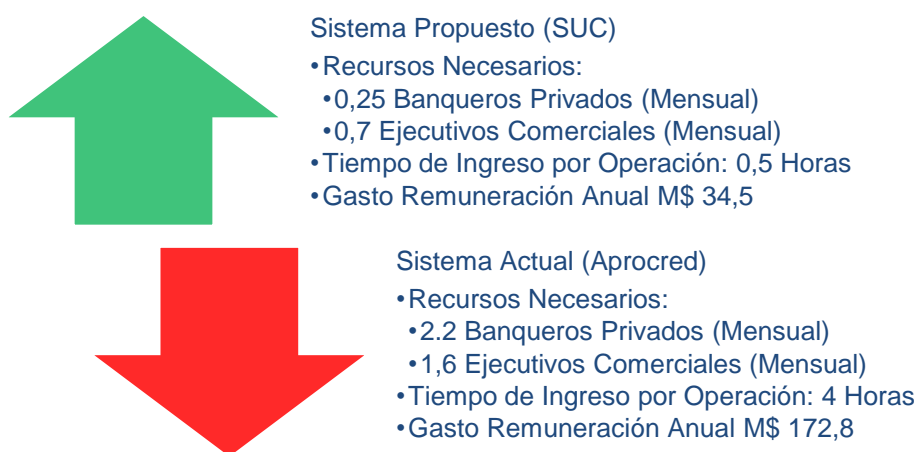 Sistema Propuesto (SUC)
•Recursos Necesarios:
•0,25 Banqueros Privados (Mensual)
•0,7 Ejecutivos Comerciales (Mensual)
•Tiempo de Ingreso por Operación: 0,5 Horas
•Gasto Remuneración Anual M$ 34,5
Sistema Actual (Aprocred)
•Recursos Necesarios:
•2.2 Banqueros Privados (Mensual)
•1,6 Ejecutivos Comerciales (Mensual)
•Tiempo de Ingreso por Operación: 4 Horas
•Gasto Remuneración Anual M$ 172,8